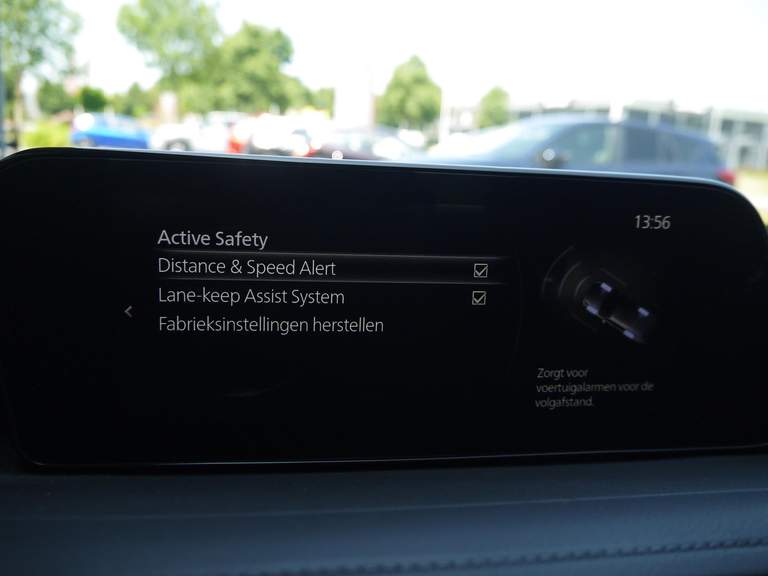 13:56
Active Safety
Distance & Speed Alert
Lane-keep Assist System
Fabrieksinstellingen herstellen
Zorgt voor
voertuigalarmen voor de
volgafstand.